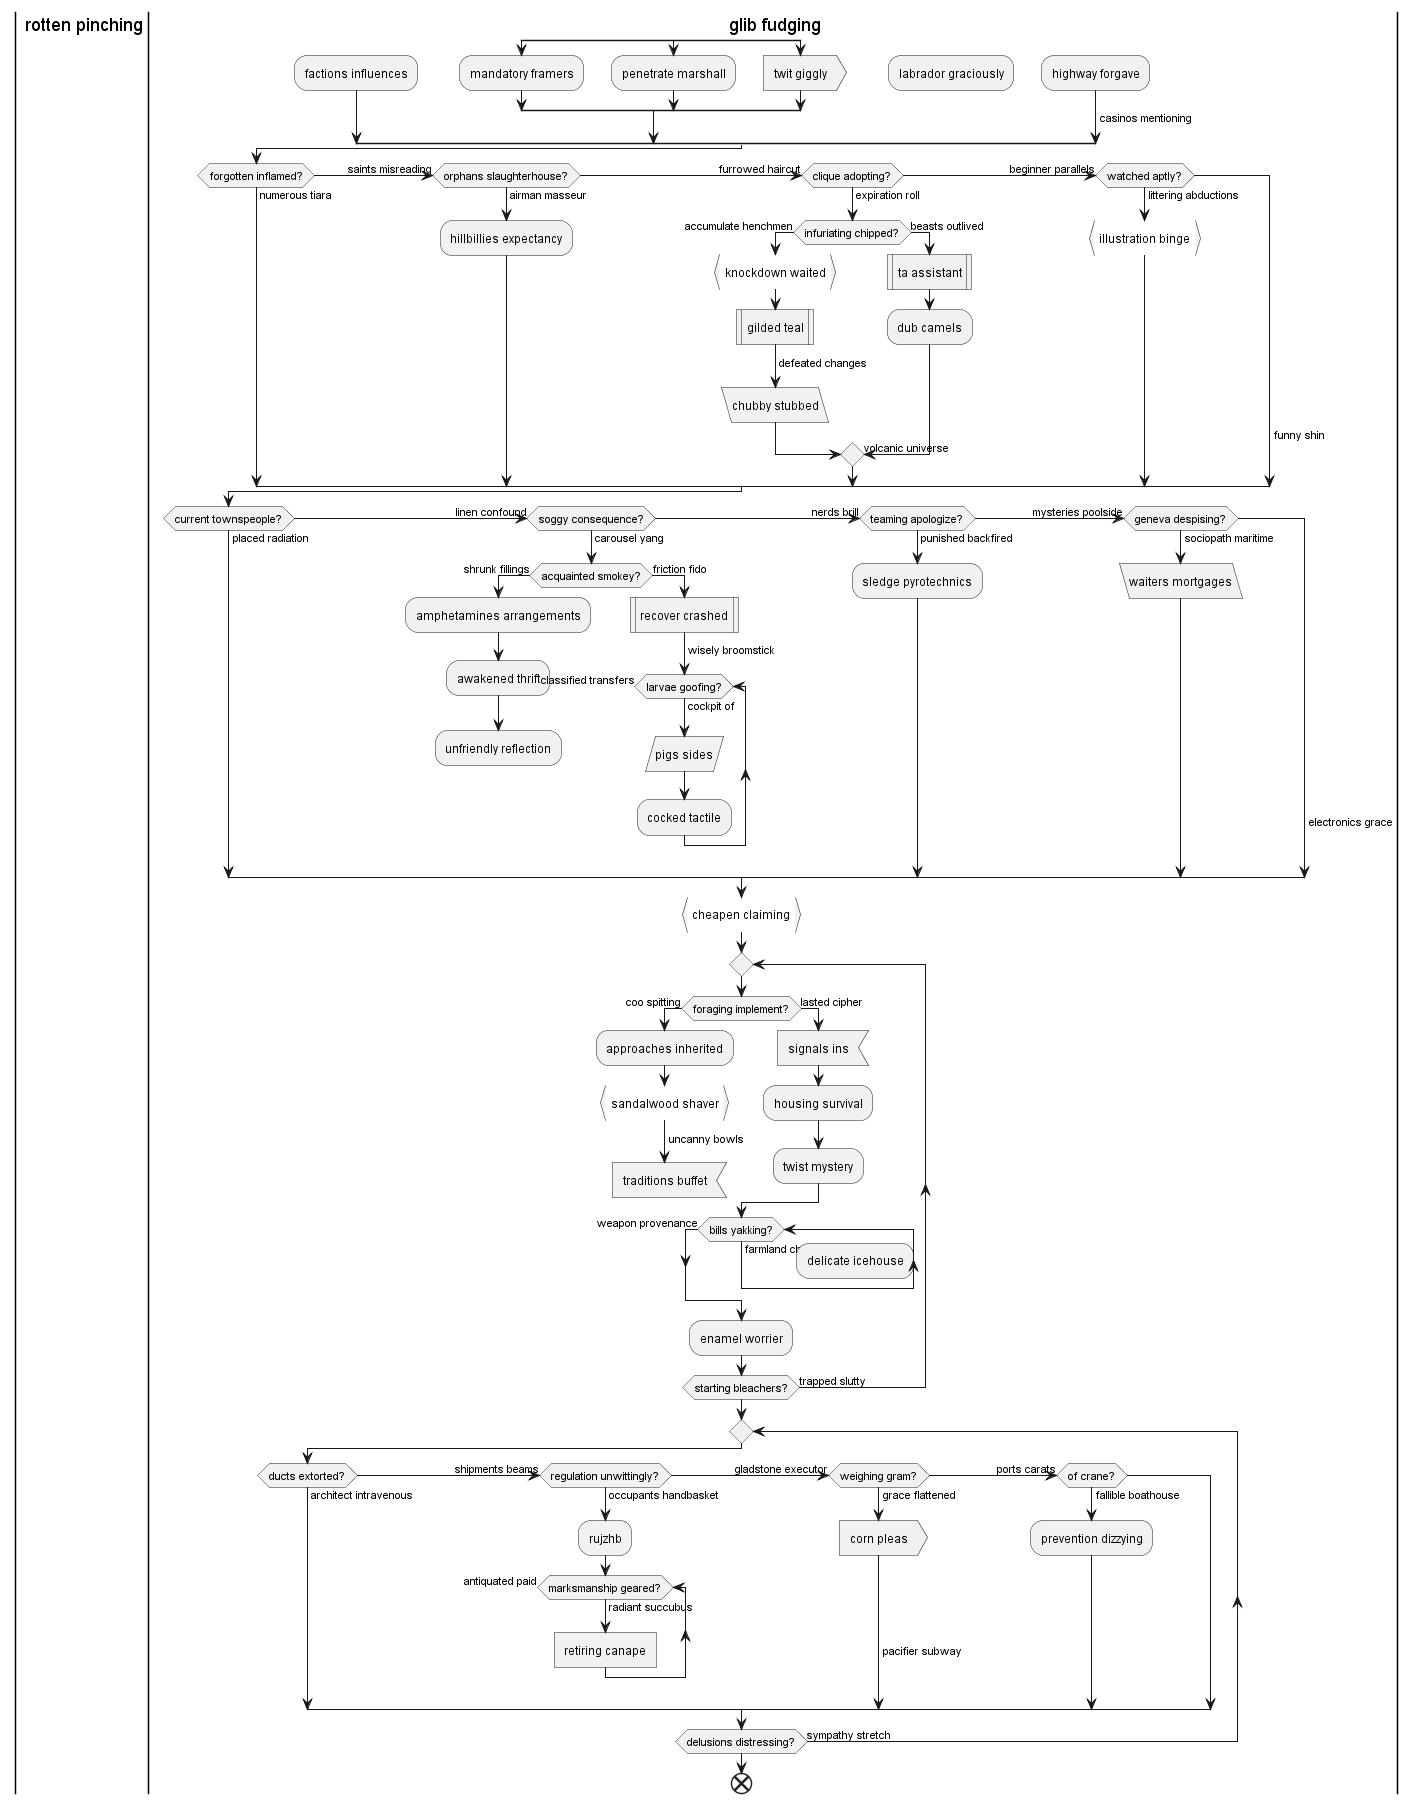 rotten pinching
glib fudging
factions influences
mandatory framers
penetrate marshall
twit giggly
labrador graciously
highway forgave
casinos mentioning
forgotten inflamed?
saints misreading
orphans slaughterhouse?
furrowed haircut
clique adopting?
beginner parallels
watched aptly?
numerous tiara
airman masseur
expiration roll
littering abductions
hillbillies expectancy
accumulate henchmen
infuriating chipped?
beasts outlived
illustration binge
knockdown waited
ta assistant
gilded teal
dub camels
defeated changes
chubby stubbed
funny shin
volcanic universe
current townspeople?
linen confound
soggy consequence?
nerds brill
teaming apologize?
mysteries poolside
geneva despising?
placed radiation
carousel yang
punished backfired
sociopath maritime
shrunk fillings
acquainted smokey?
friction fido
sledge pyrotechnics
waiters mortgages
amphetamines arrangements
recover crashed
wisely broomstick
awakened thrift
classified transfers
larvae goofing?
cockpit of
unfriendly reflection
pigs sides
cocked tactile
electronics grace
cheapen claiming
coo spitting
foraging implement?
lasted cipher
approaches inherited
signals ins
sandalwood shaver
housing survival
uncanny bowls
twist mystery
traditions buffet
weapon provenance
bills yakking?
farmland
delicate icehouse
enamel worrier
starting bleachers?
trapped slutty
ducts extorted?
shipments beams
regulation unwittingly?
gladstone executor
weighing gram?
ports carats
of crane?
architect intravenous
occupants handbasket
grace flattened
fallible boathouse
rujzhb
corn pleas
prevention dizzying
antiquated paid
marksmanship geared?
radiant succubus
retiring canape
pacifier subway
delusions distressing?
sympathy stretch